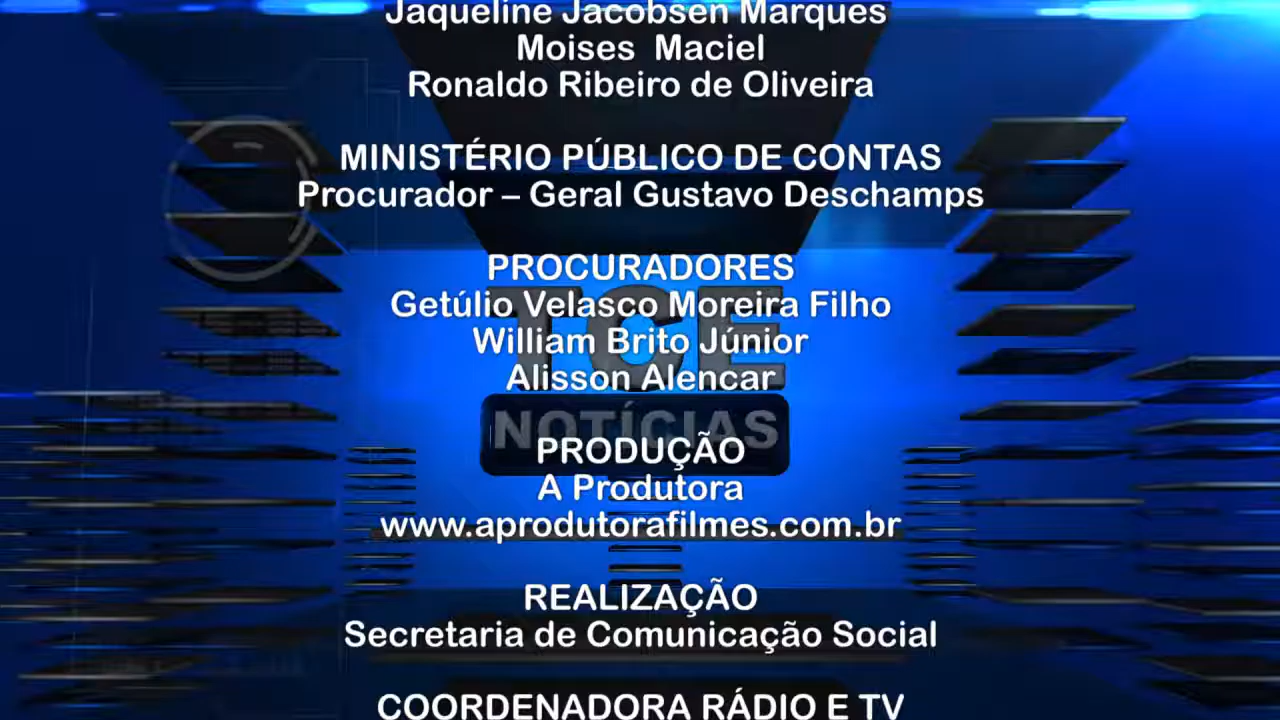 Jaqueline Jacobsen Marques
Moises  Maciel
Ronaldo Ribeiro de Oliveira
MINISTÉRIO PÚBLICO DE CONTAS
Procurador – Geral Gustavo Deschamps
PROCURADORES
Getúlio Velasco Moreira Filho
William Brito Júnior
Alisson Alencar
TCE
NOTÍCIAS
PRODUÇÃO
A Produtora
www.aprodutorafilmes.com.br
REALIZAÇÃO
Secretaria de Comunicação Social
COORDENADORA RÁDIO E TV